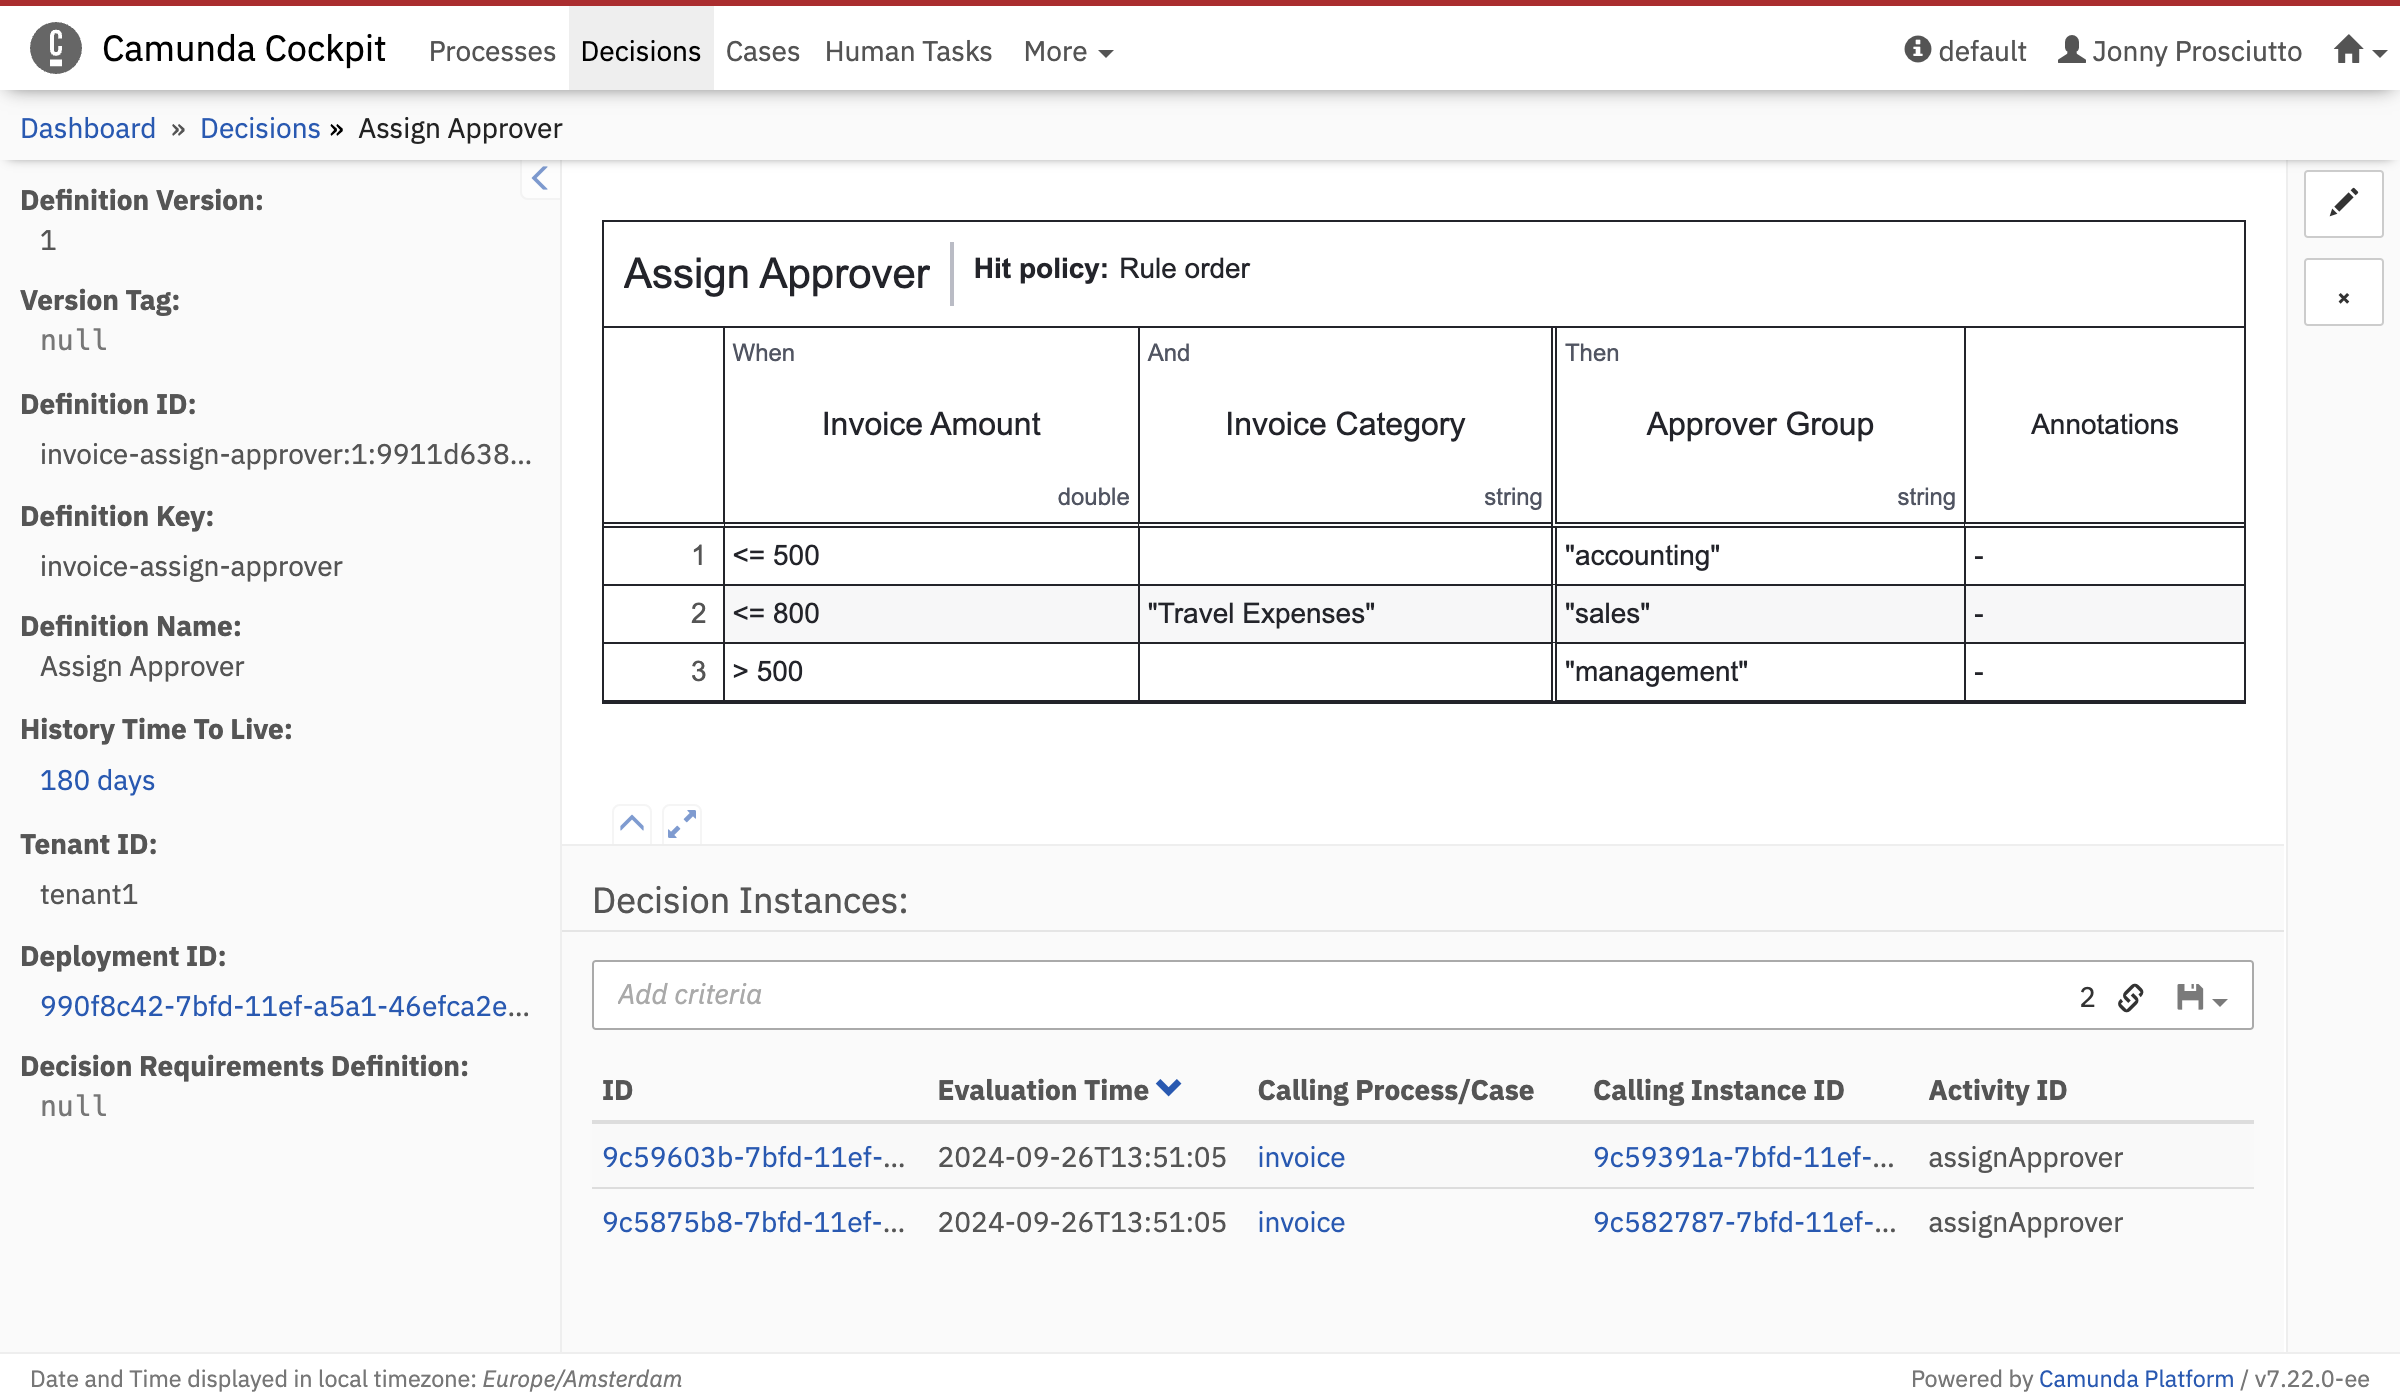 Camunda Cockpit Processes Decisions Cases Human Tasks More default Jonny Prosciutto
Dashboard » Decisions » Assign Approver
Definition Version:
1
Version Tag:
null
Definition ID:
invoice-assign-approver:1:9911d638...
Definition Key:
invoice-assign-approver
Definition Name:
Assign Approver
History Time To Live:
180 days
Tenant ID:
tenant1
Deployment ID:
990f8c42-7bfd-11ef-a5a1-46efca2e...
Decision Requirements Definition:
null
Assign Approver Hit policy: Rule order
When And Then
Invoice Amount Invoice Category Approver Group Annotations
double string string
1 <= 500 "accounting" -
2 <= 800 "Travel Expenses" "sales" -
3 > 500 "management" -
Decision Instances:
Add criteria 2
ID Evaluation Time Calling Process/Case Calling Instance ID Activity ID
9c59603b-7bfd-11ef-... 2024-09-26T13:51:05 invoice 9c59391a-7bfd-11ef-... assignApprover
9c5875b8-7bfd-11ef-... 2024-09-26T13:51:05 invoice 9c582787-7bfd-11ef-... assignApprover
Date and Time displayed in local timezone: Europe/Amsterdam Powered by Camunda Platform / v7.22.0-ee